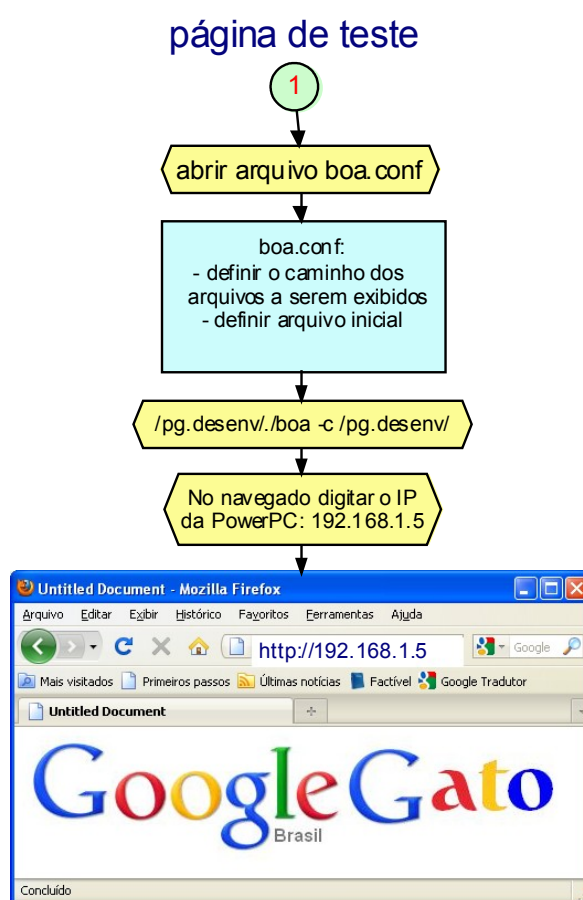 página de teste
1
abrir arquivo boa.conf
boa.conf:
- definir o caminho dos
arquivos a serem exibidos
- definir arquivo inicial
/pg.desenv/./boa -c /pg.desenv/
No navegado digitar o IP
da PowerPC: 192.168.1.5
Untitled Document - Mozilla Firefox
Arquivo Editar Exibir Histórico Favoritos Ferramentas Ajuda
http://192.168.1.5 Google
Mais visitados Primeiros passos Últimas notícias Factível Google Tradutor
Untitled Document
GoogleGato
Brasil
Concluído